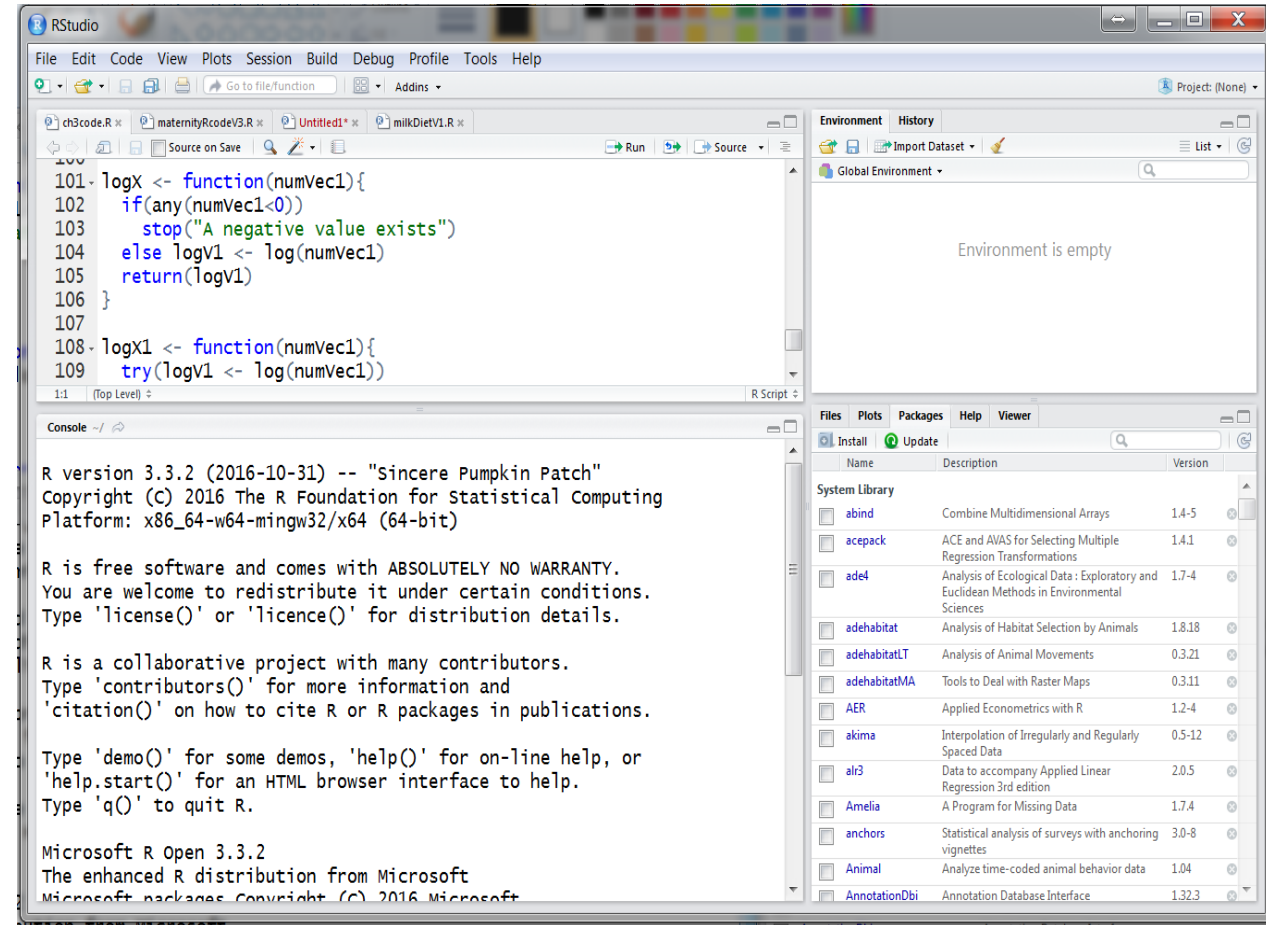 RStudio
File Edit Code View Plots Session Build Debug Profile Tools Help
Go to file/function Addins Project: (None)
ch3code.R maternityRcodeV3.R Untitled1* milkDietV1.R
Source on Save Run Source
100
101 logX <- function(numVec1){
102 if(any(numVec1<0))
103 stop("A negative value exists")
104 else logV1 <- log(numVec1)
105 return(logV1)
106 }
107
108 logX1 <- function(numVec1){
109 try(logV1 <- log(numVec1))
1:1 (Top Level) R Script
Console ~/
R version 3.3.2 (2016-10-31) -- "Sincere Pumpkin Patch"
Copyright (C) 2016 The R Foundation for Statistical Computing
Platform: x86_64-w64-mingw32/x64 (64-bit)
R is free software and comes with ABSOLUTELY NO WARRANTY.
You are welcome to redistribute it under certain conditions.
Type 'license()' or 'licence()' for distribution details.
R is a collaborative project with many contributors.
Type 'contributors()' for more information and
'citation()' on how to cite R or R packages in publications.
Type 'demo()' for some demos, 'help()' for on-line help, or
'help.start()' for an HTML browser interface to help.
Type 'q()' to quit R.
Microsoft R Open 3.3.2
The enhanced R distribution from Microsoft
Microsoft packages Copyright (C) 2016 Microsoft
Environment History
Import Dataset List
Global Environment
Environment is empty
Files Plots Packages Help Viewer
Install Update
Name Description Version
System Library
abind Combine Multidimensional Arrays 1.4-5
acepack ACE and AVAS for Selecting Multiple 1.4.1
Regression Transformations
ade4 Analysis of Ecological Data : Exploratory and 1.7-4
Euclidean Methods in Environmental
Sciences
adehabitat Analysis of Habitat Selection by Animals 1.8.18
adehabitatLT Analysis of Animal Movements 0.3.21
adehabitatMA Tools to Deal with Raster Maps 0.3.11
AER Applied Econometrics with R 1.2-4
akima Interpolation of Irregularly and Regularly 0.5-12
Spaced Data
alr3 Data to accompany Applied Linear 2.0.5
Regression 3rd edition
Amelia A Program for Missing Data 1.7.4
anchors Statistical analysis of surveys with anchoring 3.0-8
vignettes
Animal Analyze time-coded animal behavior data 1.04
AnnotationDbi Annotation Database Interface 1.32.3